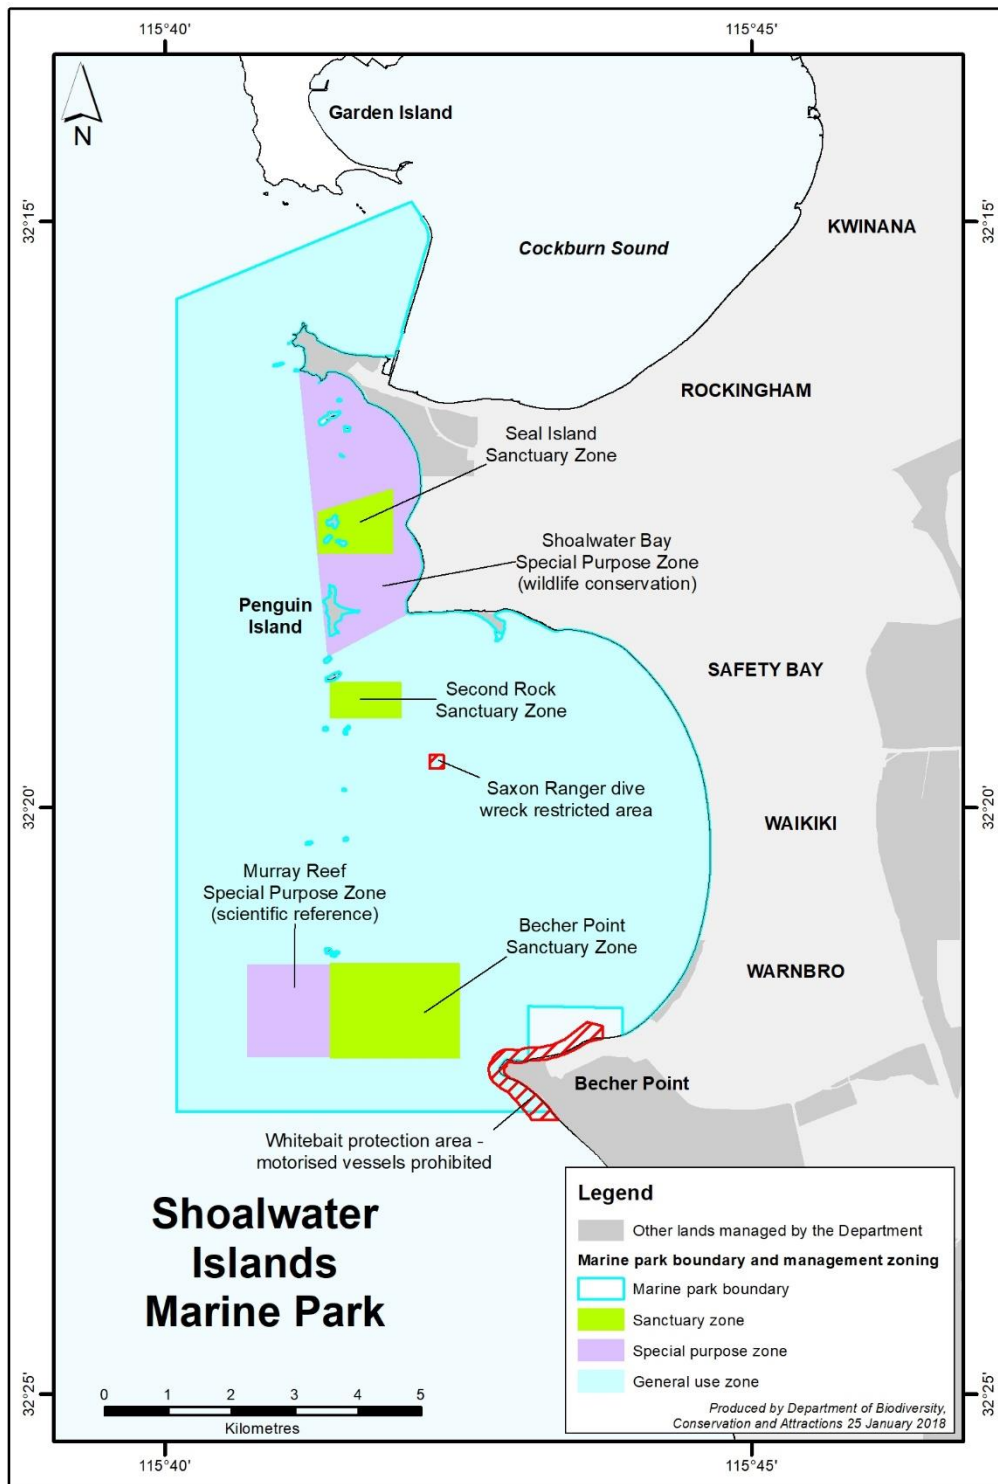 115°40'
115°45'
N
Garden Island
32°15'
32°15'
KWINANA
Cockburn Sound
ROCKINGHAM
Seal Island
Sanctuary Zone
Shoalwater Bay
Special Purpose Zone
(wildlife conservation)
Penguin
Island
SAFETY BAY
Second Rock
Sanctuary Zone
Saxon Ranger dive
wreck restricted area
32°20'
32°20'
WAIKIKI
Murray Reef
Special Purpose Zone
(scientific reference)
Becher Point
Sanctuary Zone
WARNBRO
Becher Point
Whitebait protection area -
motorised vessels prohibited
Shoalwater
Islands
Marine Park
Legend
Other lands managed by the Department
Marine park boundary and management zoning
Marine park boundary
Sanctuary zone
Special purpose zone
General use zone
Produced by Department of Biodiversity,
Conservation and Attractions 25 January 2018
32°25'
32°25'
0 1 2 3 4 5
Kilometres
115°40'
115°45'